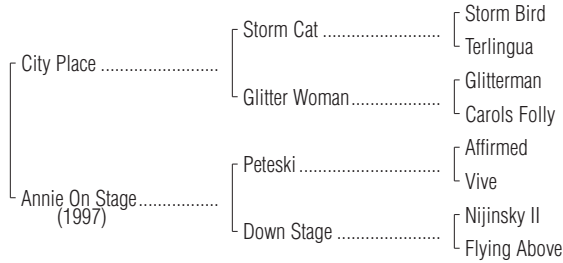 Storm Bird
Storm Cat ........................
Terlingua
City Place ........................
Glitterman
Glitter Woman..................
Carols Folly
Affirmed
Peteski .............................
Vive
Annie On Stage................
(1997)
Nijinsky II
Down Stage .....................
Flying Above